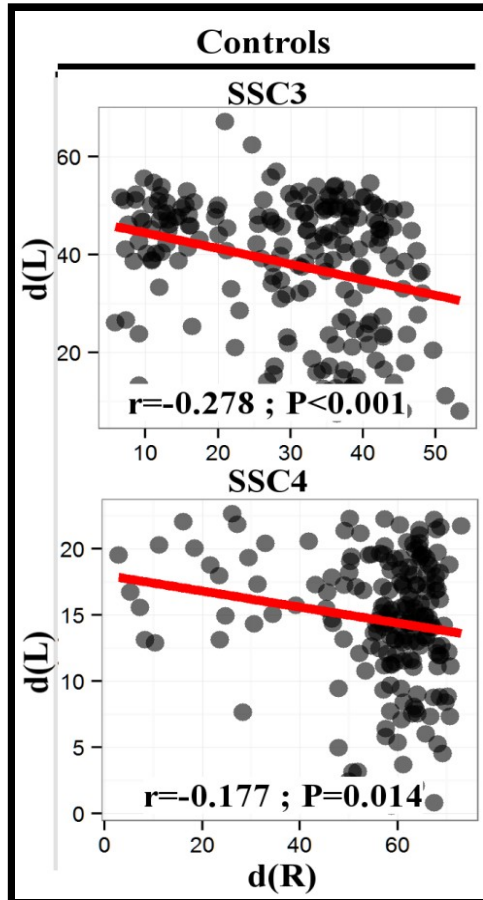 Controls
SSC3
60
40
20
d(L)
r=-0.278 ; P<0.001
10 20 30 40 50
SSC4
20
15
10
5
0
d(L)
r=-0.177 ; P=0.014
0 20 40 60
d(R)